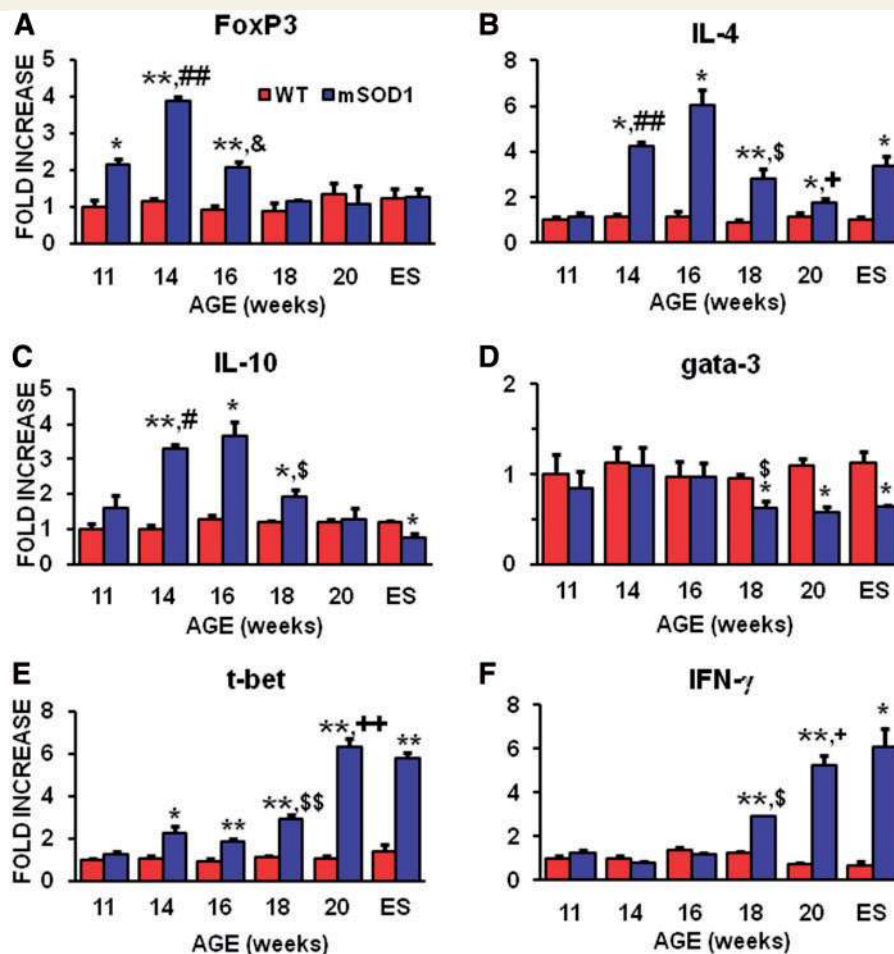 A FoxP3
FOLD INCREASE
5
4
3
2
1
0
WT mSOD1
*
**,##
**,&
11 14 16 18 20 ES
AGE (weeks)
B IL-4
8
6
4
2
0
*,##
*
**,$
*,+
*
11 14 16 18 20 ES
AGE (weeks)
C IL-10
FOLD INCREASE
5
4
3
2
1
0
**,#
*
*,$
*
11 14 16 18 20 ES
AGE (weeks)
D gata-3
2
1
0
$
*
*
*
11 14 16 18 20 ES
AGE (weeks)
E t-bet
FOLD INCREASE
8
6
4
2
0
*
**
**,$$
**,++
**
11 14 16 18 20 ES
AGE (weeks)
F IFN-γ
8
6
4
2
0
**,$
**,+
*
11 14 16 18 20 ES
AGE (weeks)